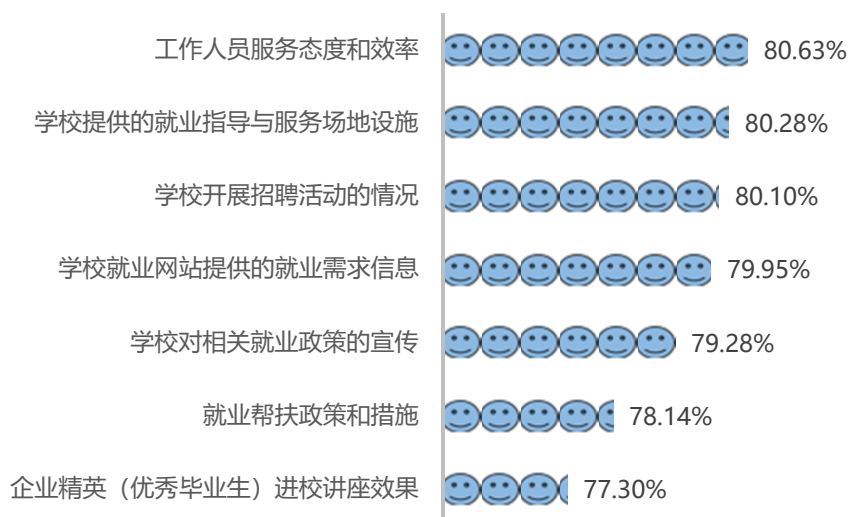 工作人员服务态度和效率 80.63%
学校提供的就业指导与服务场地设施 80.28%
学校开展招聘活动的情况 80.10%
学校就业网站提供的就业需求信息 79.95%
学校对相关就业政策的宣传 79.28%
就业帮扶政策和措施 78.14%
企业精英（优秀毕业生）进校讲座效果 77.30%